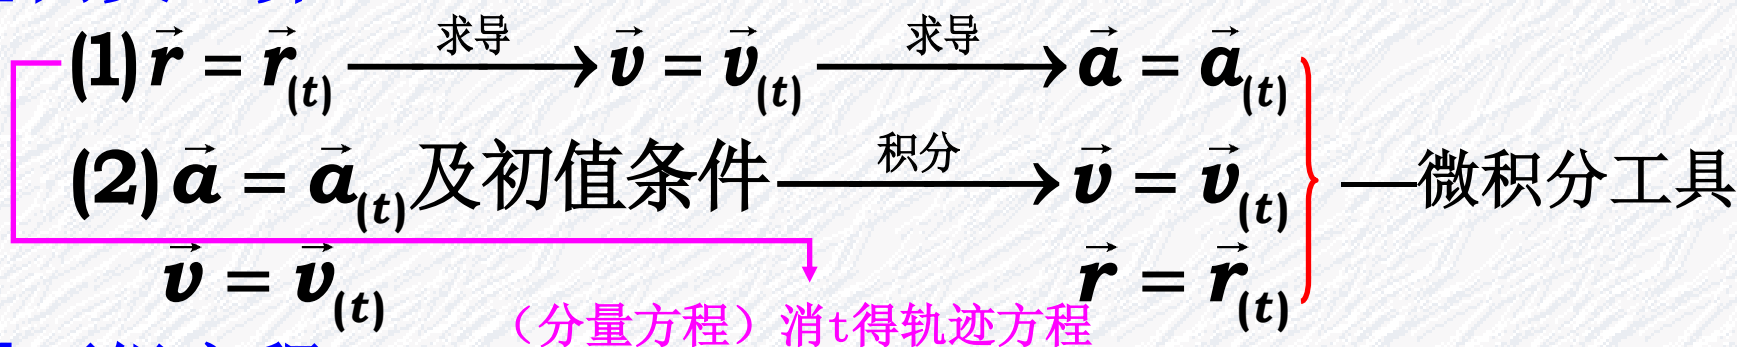 求导 求导
(1) r⃗ = r⃗(t) ⟶ v⃗ = v⃗(t) ⟶ a⃗ = a⃗(t)
积分
(2) a⃗ = a⃗(t)及初值条件 ⟶ v⃗ = v⃗(t) —微积分工具
v⃗ = v⃗(t) r⃗ = r⃗(t)
（分量方程）消t得轨迹方程